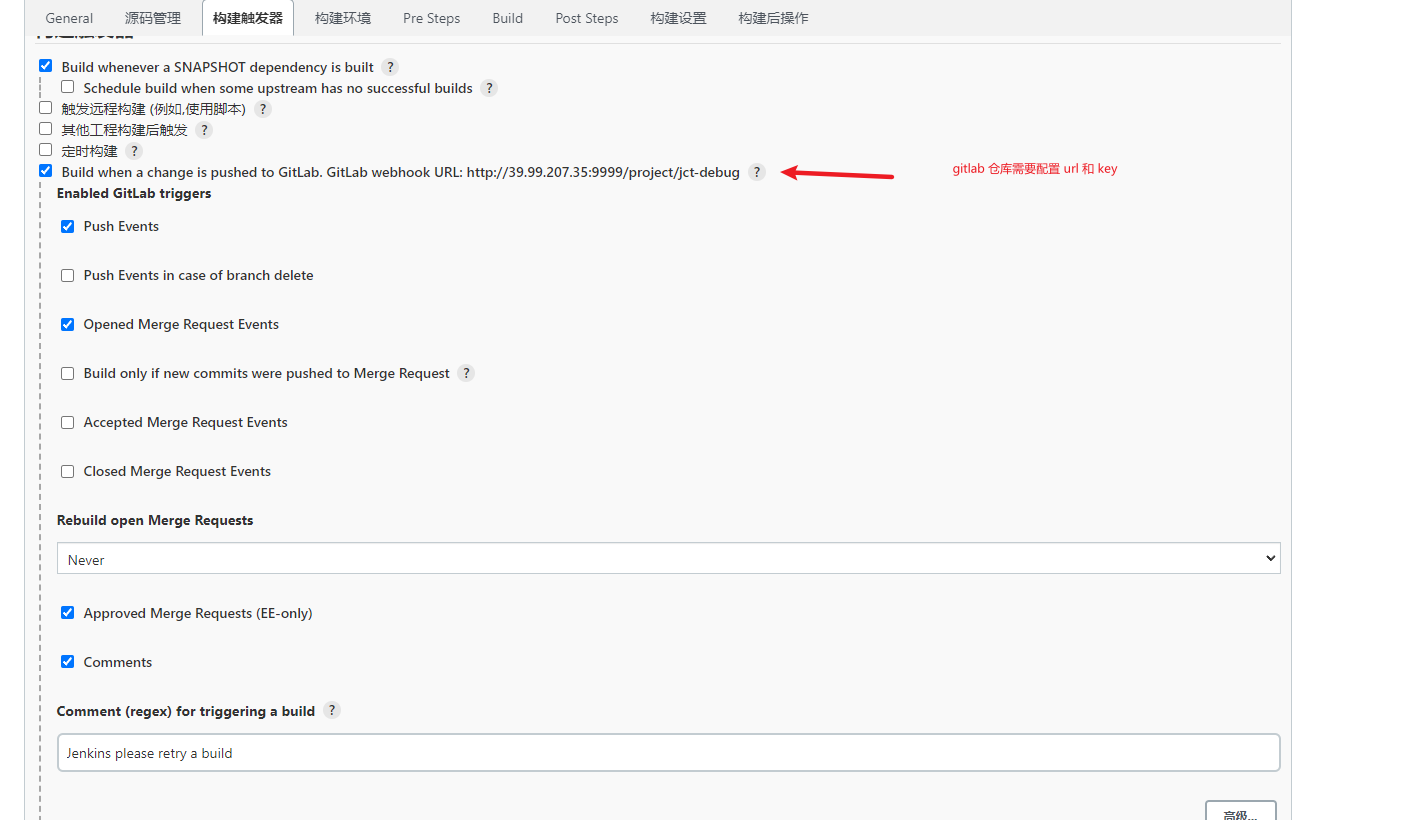 General 源码管理 构建触发器 构建环境 Pre Steps Build Post Steps 构建设置 构建后操作
构建触发器
Build whenever a SNAPSHOT dependency is built ?
Schedule build when some upstream has no successful builds ?
触发远程构建 (例如,使用脚本) ?
其他工程构建后触发 ?
定时构建 ?
Build when a change is pushed to GitLab. GitLab webhook URL: http://39.99.207.35:9999/project/jct-debug ? gitlab 仓库需要配置 url 和 key
Enabled GitLab triggers
Push Events
Push Events in case of branch delete
Opened Merge Request Events
Build only if new commits were pushed to Merge Request ?
Accepted Merge Request Events
Closed Merge Request Events
Rebuild open Merge Requests
Never
Approved Merge Requests (EE-only)
Comments
Comment (regex) for triggering a build ?
Jenkins please retry a build
高级...